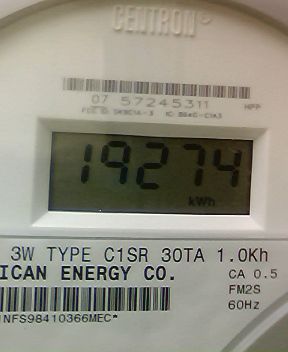 CENTRON®
07 57245311 HPP
19274
kWh
3W TYPE C1SR 30TA 1.0Kh
ICAN ENERGY CO. CA 0.5
FM2S
60Hz
NFS98410366MEC*